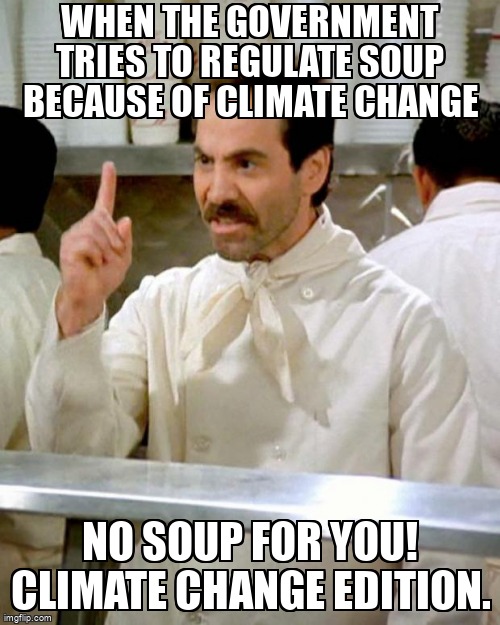 WHEN THE GOVERNMENT
TRIES TO REGULATE SOUP
BECAUSE OF CLIMATE CHANGE
NO SOUP FOR YOU!
CLIMATE CHANGE EDITION.
imgflip.com